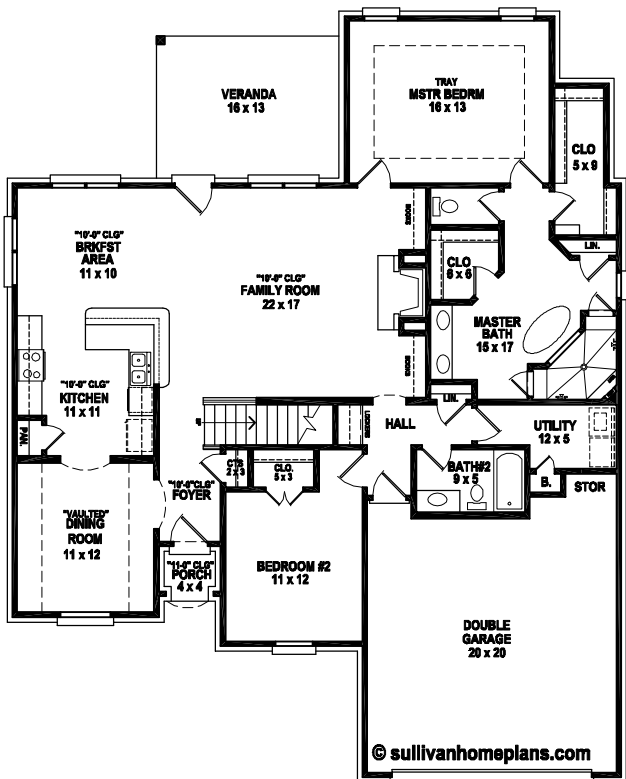 TRAY
MSTR BEDRM
16 x 13
VERANDA
16 x 13
CLO
5 x 9
BOOKS
LIN.
"10'-0" CLG"
BRKFST
AREA
11 x 10
"10'-0" CLG"
FAMILY ROOM
22 x 17
CLO
6 x 6
MASTER
BATH
15 x 17
BOOKS
"10'-0" CLG"
KITCHEN
11 x 11
PAN.
UP
LOCKERS
HALL
LIN.
UTILITY
12 x 5
CTS
2 x 3
CLO.
5 x 3
BATH#2
9 x 5
B.
STOR
"10'-0"CLG"
FOYER
"VAULTED"
DINING
ROOM
11 x 12
"11-0" CLG"
PORCH
4 x 4
BEDROOM #2
11 x 12
DOUBLE
GARAGE
20 x 20
© sullivanhomeplans.com